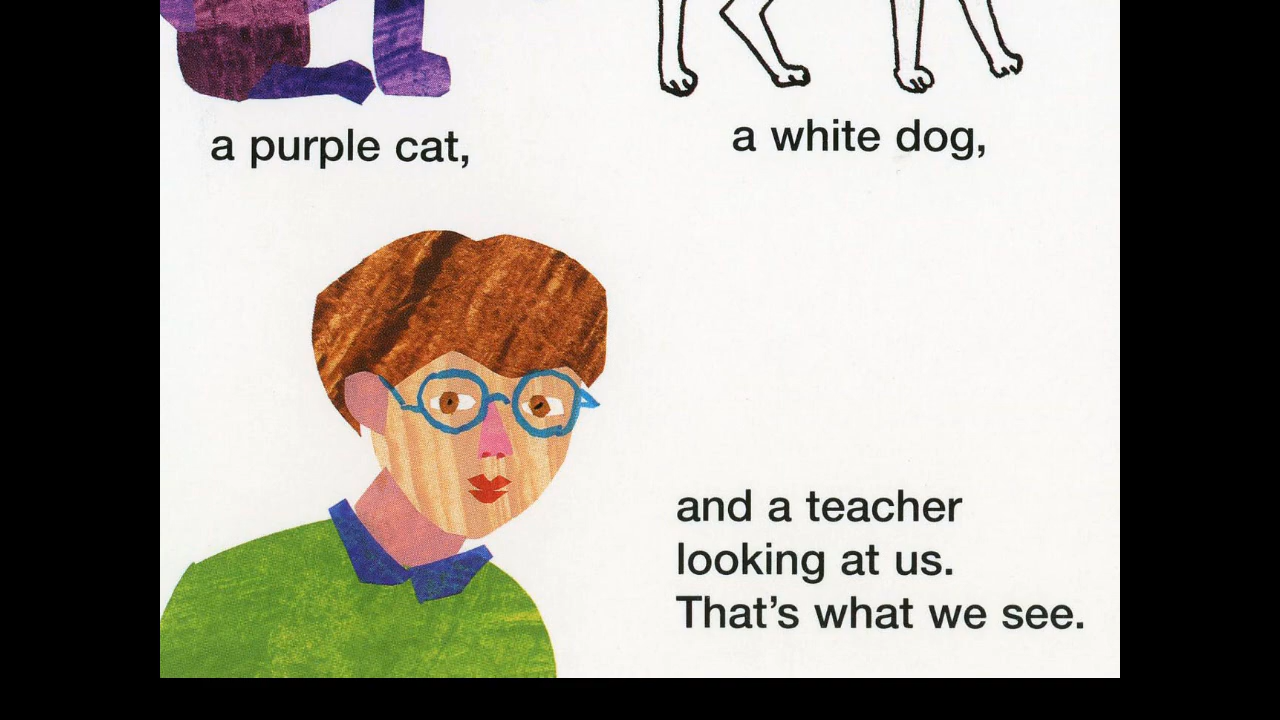 a purple cat,
a white dog,
and a teacher
looking at us.
That's what we see.